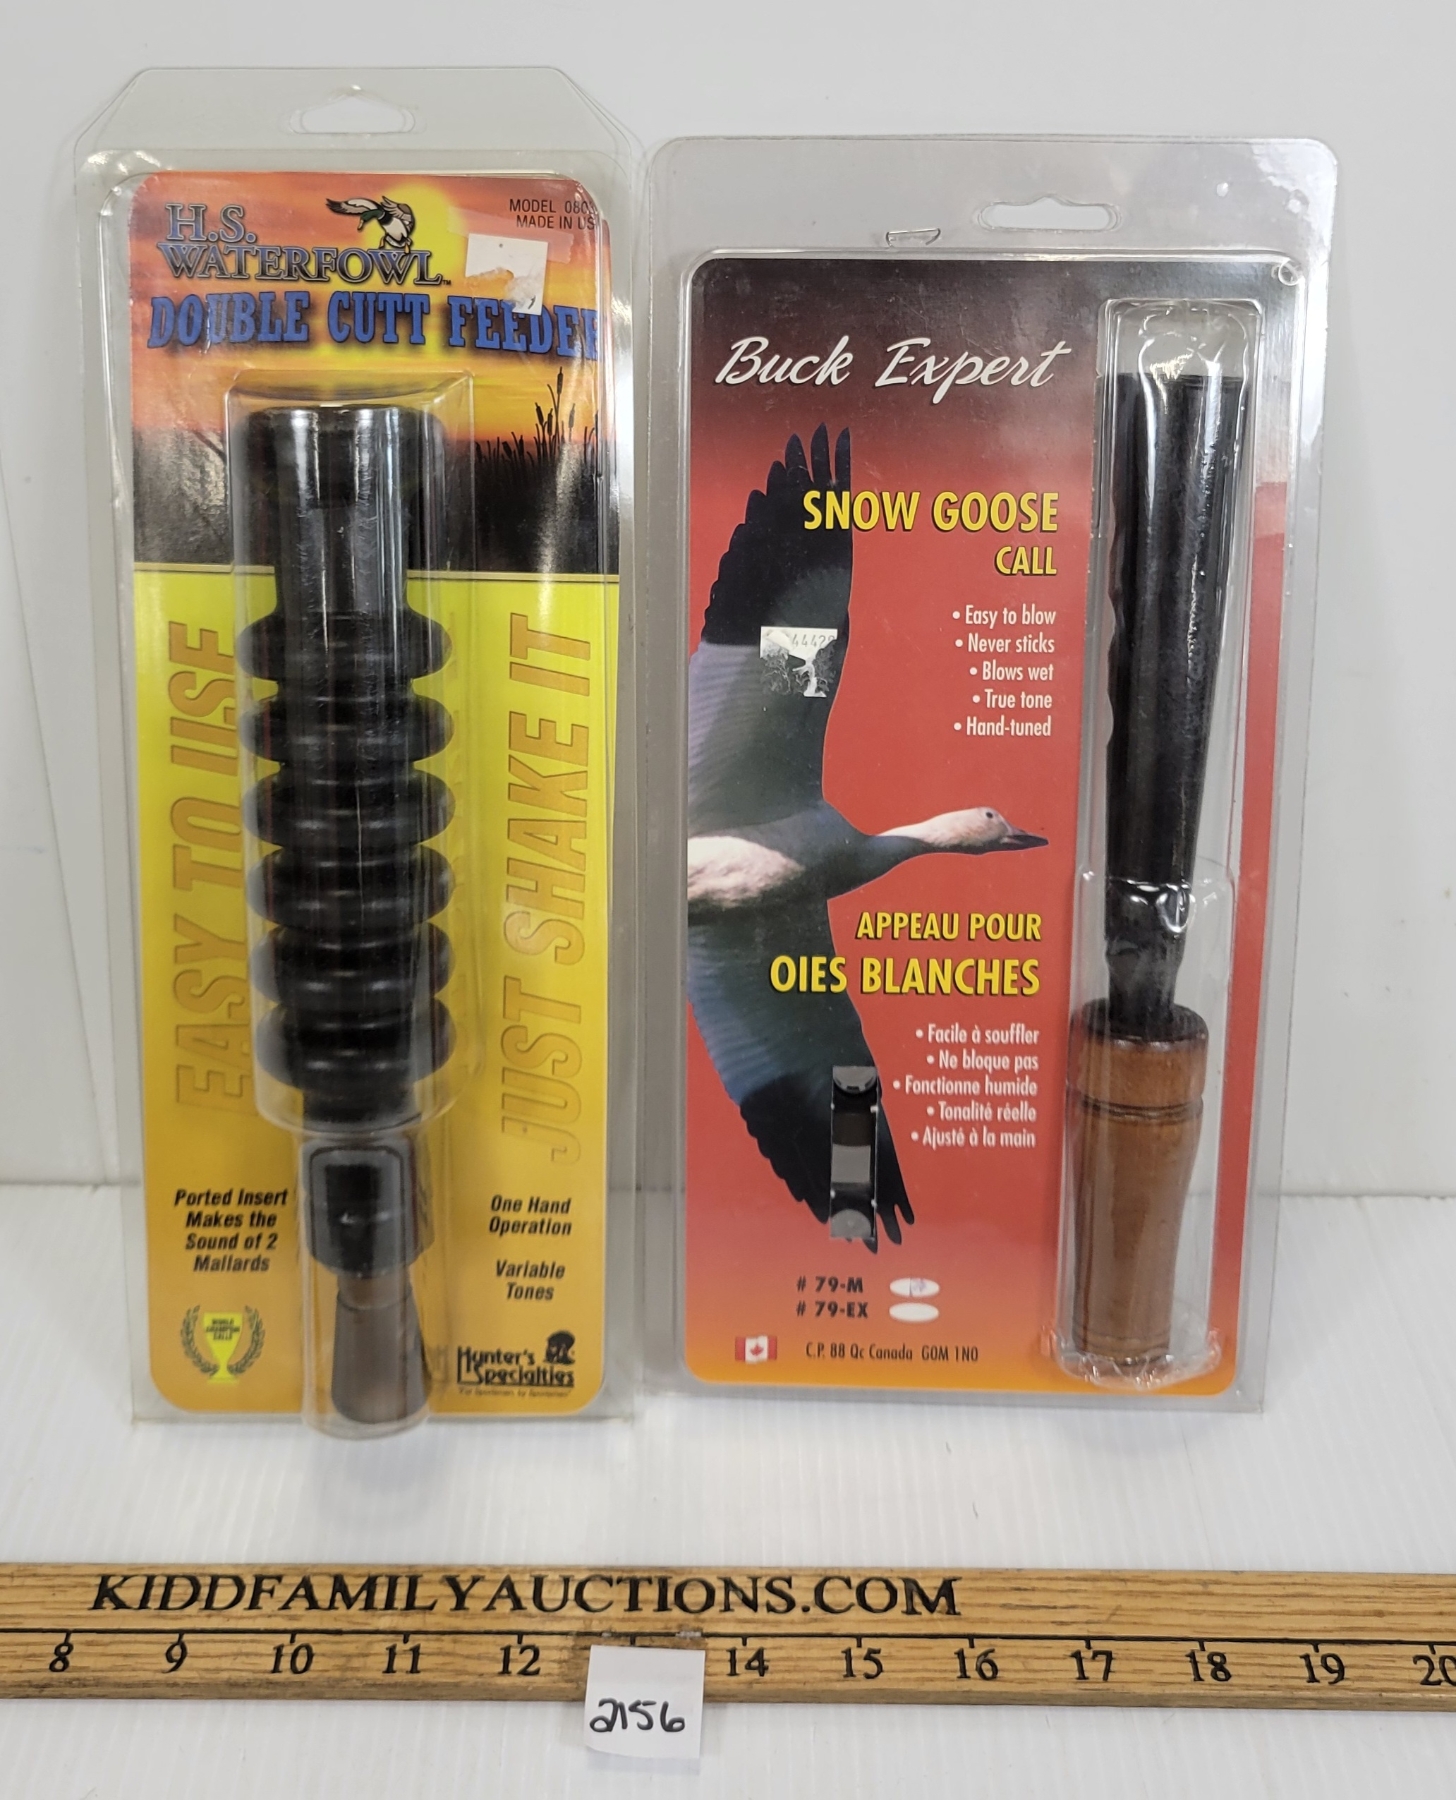 H.S.
WATERFOWL
DOUBLE CUTT FEEDER
MADE IN US
MODEL
EASY TO USE
JUST SHAKE IT
Ported Insert
Makes the
Sound of 2
Mallards
One Hand
Operation
Variable
Tones
Hunter's
Specialties
Buck Expert
SNOW GOOSE
CALL
• Easy to blow
• Never sticks
• Blows wet
• True tone
• Hand-tuned
APPEAU POUR
OIES BLANCHES
• Facile à souffler
• Ne bloque pas
• Fonctionne humide
• Tonalité réelle
• Ajusté à la main
# 79-M
# 79-EX
C.P. 88 Qc Canada G0M 1N0
KIDDFAMILYAUCTIONS.COM
8 9 10 11 12 14 15 16 17 18 19 20
2156